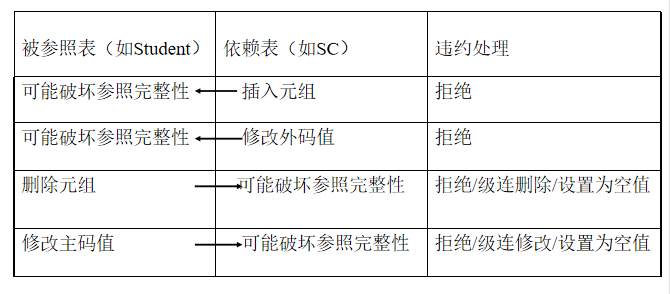 被参照表（如Student） 依赖表（如SC） 违约处理
可能破坏参照完整性 插入元组 拒绝
可能破坏参照完整性 修改外码值 拒绝
删除元组 可能破坏参照完整性 拒绝/级连删除/设置为空值
修改主码值 可能破坏参照完整性 拒绝/级连修改/设置为空值